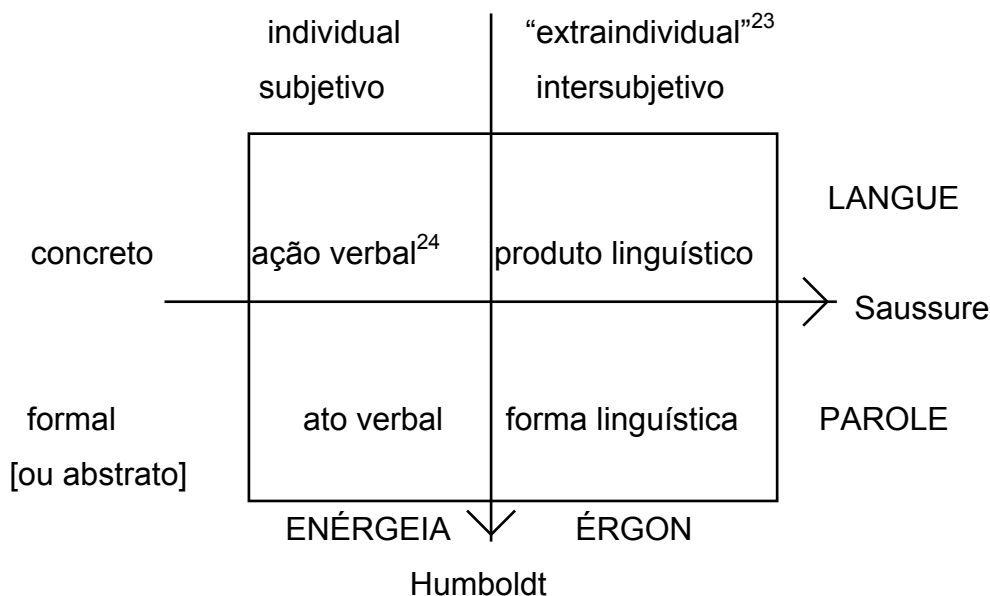 individual “extraindividual”23
subjetivo intersubjetivo
LANGUE
concreto ação verbal24 produto linguístico
Saussure
formal ato verbal forma linguística PAROLE
[ou abstrato]
ENÉRGEIA ÉRGON
Humboldt